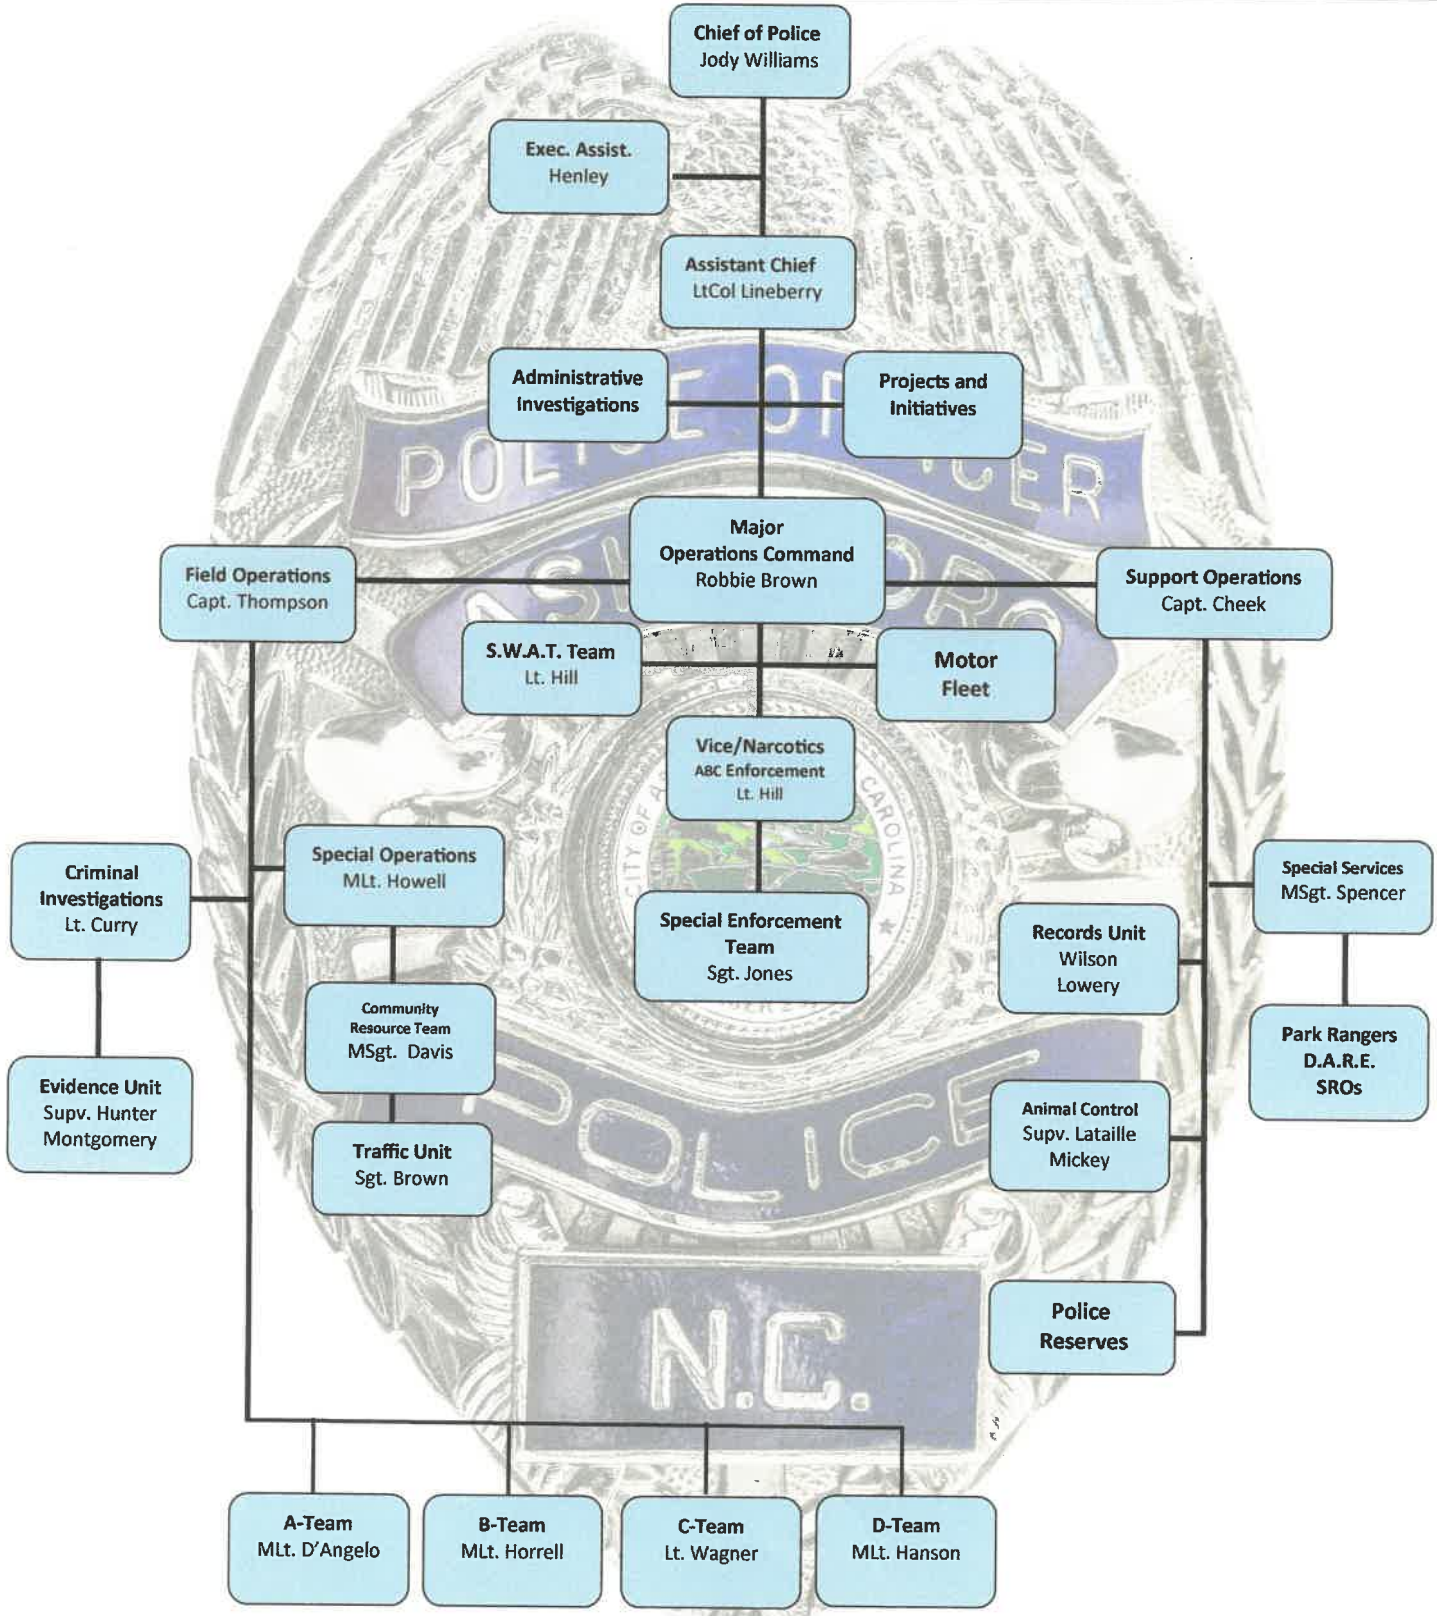 Chief of Police
Jody Williams
Exec. Assist.
Henley
Assistant Chief
LtCol Lineberry
Administrative
Investigations
Projects and
Initiatives
POLICE OFFICER
Major
Operations Command
Robbie Brown
Field Operations
Capt. Thompson
Support Operations
Capt. Cheek
S.W.A.T. Team
Lt. Hill
Motor
Fleet
Vice/Narcotics
ABC Enforcement
Lt. Hill
CITY OF
CAROLINA
Criminal
Investigations
Lt. Curry
Special Operations
MLt. Howell
Special Enforcement
Team
Sgt. Jones
Special Services
MSgt. Spencer
Records Unit
Wilson
Lowery
Community
Resource Team
MSgt. Davis
Park Rangers
D.A.R.E.
SROs
Evidence Unit
Supv. Hunter
Montgomery
Traffic Unit
Sgt. Brown
Animal Control
Supv. Lataille
Mickey
POLICE
Police
Reserves
N.C.
A-Team
MLt. D'Angelo
B-Team
MLt. Horrell
C-Team
Lt. Wagner
D-Team
MLt. Hanson